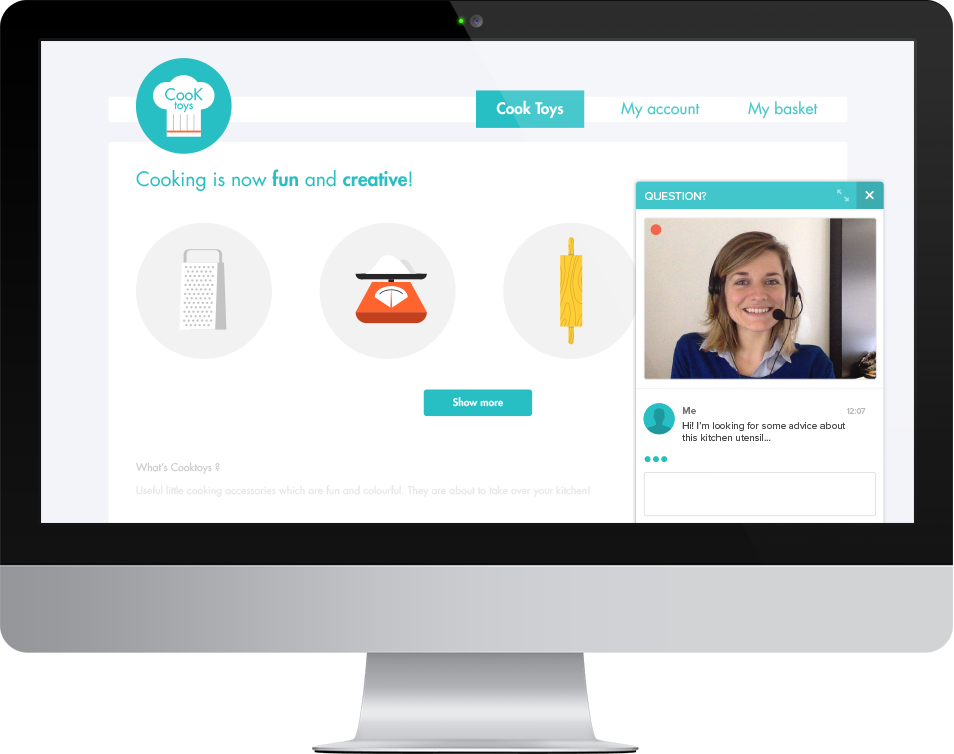 CooK
toys
Cook Toys
My account
My basket
Cooking is now fun and creative!
QUESTION?
Show more
Me
12:07
Hi! I'm looking for some advice about
this kitchen utensil...
What's Cooktoys ?
Useful little cooking accessories which are fun and colourful. They are about to take over your kitchen!